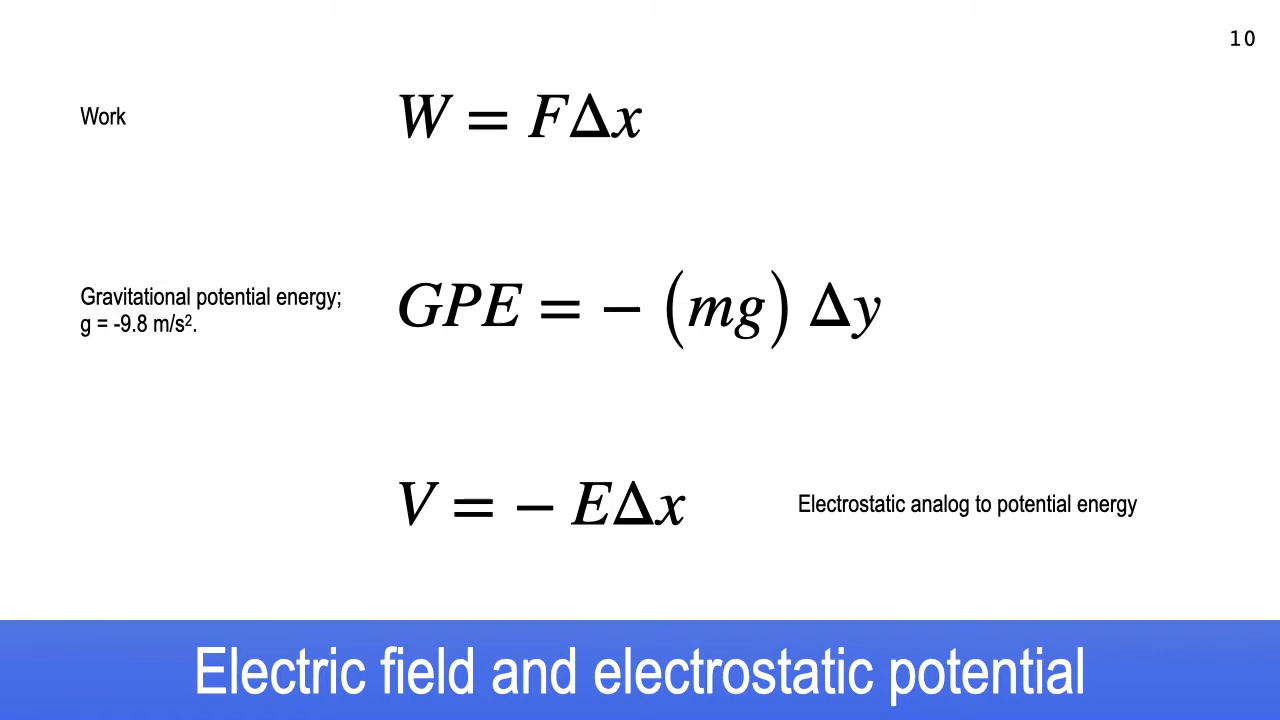 10
Work
W = FΔx
Gravitational potential energy;
g = -9.8 m/s².
GPE = − (mg) Δy
V = − EΔx
Electrostatic analog to potential energy
Electric field and electrostatic potential